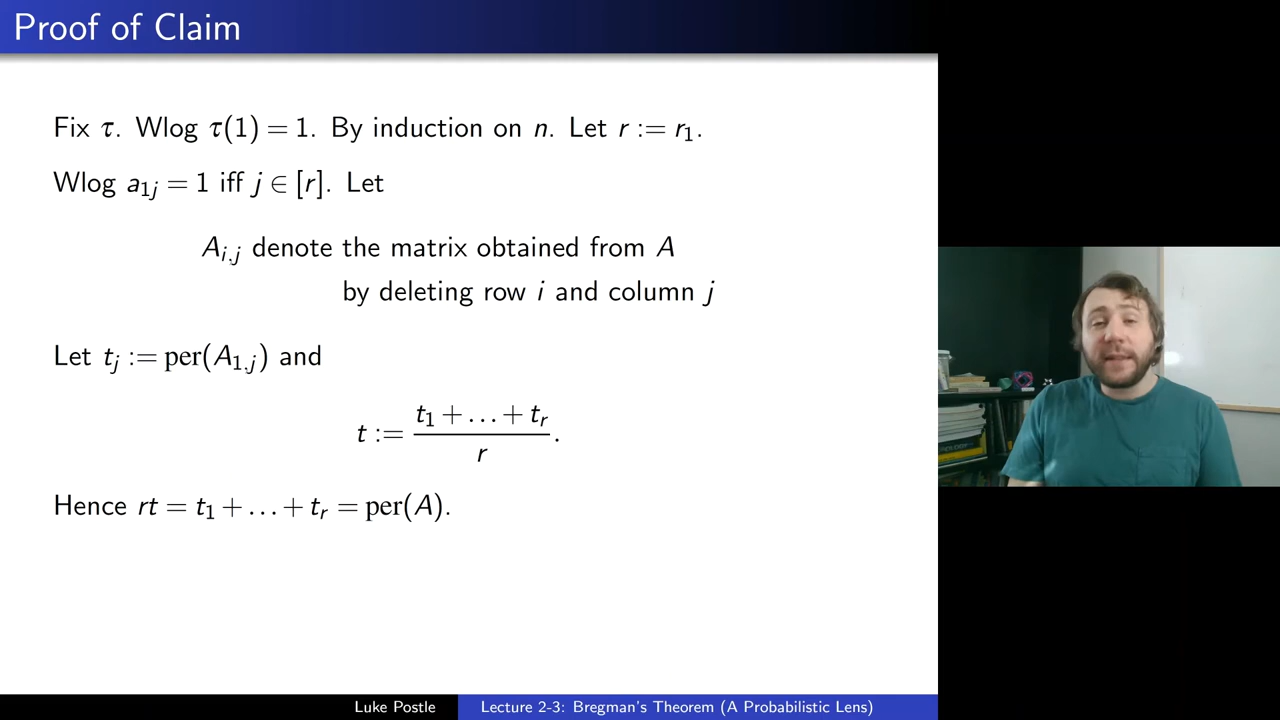 Proof of Claim
Fix τ. Wlog τ(1) = 1. By induction on n. Let r := r₁.
Wlog a₁ⱼ = 1 iff j ∈ [r]. Let
Aᵢ,ⱼ denote the matrix obtained from A
by deleting row i and column j
Let tⱼ := per(A₁,ⱼ) and
t := (t₁ + … + tᵣ) / r.
Hence rt = t₁ + … + tᵣ = per(A).
Luke Postle
Lecture 2-3: Bregman's Theorem (A Probabilistic Lens)